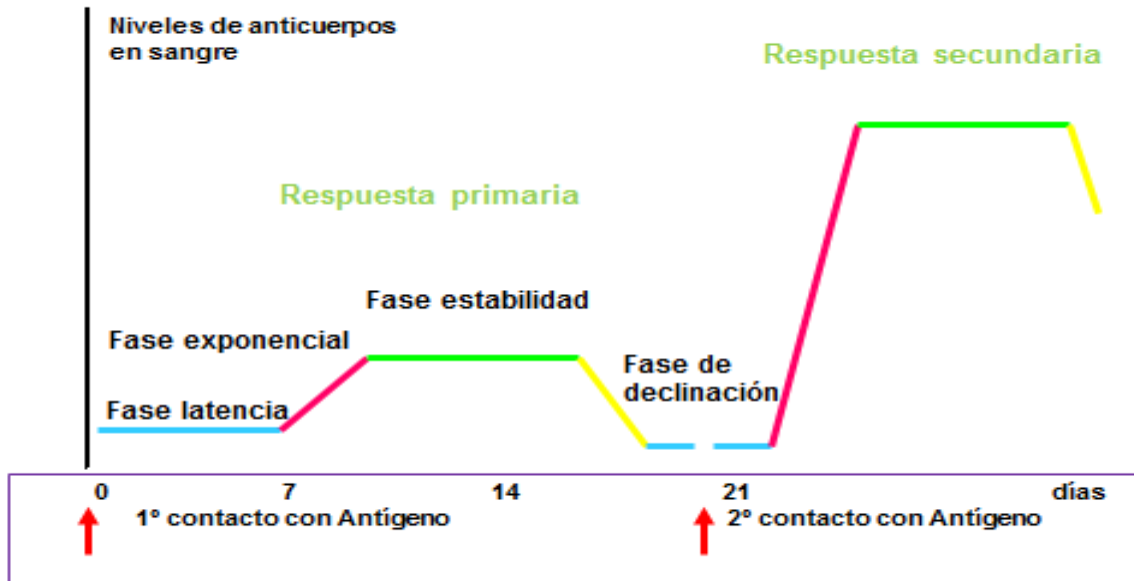 Niveles de anticuerpos
en sangre
Respuesta secundaria
Respuesta primaria
Fase estabilidad
Fase exponencial
Fase de
declinación
Fase latencia
0 7 14 21 días
1º contacto con Antígeno 2º contacto con Antígeno